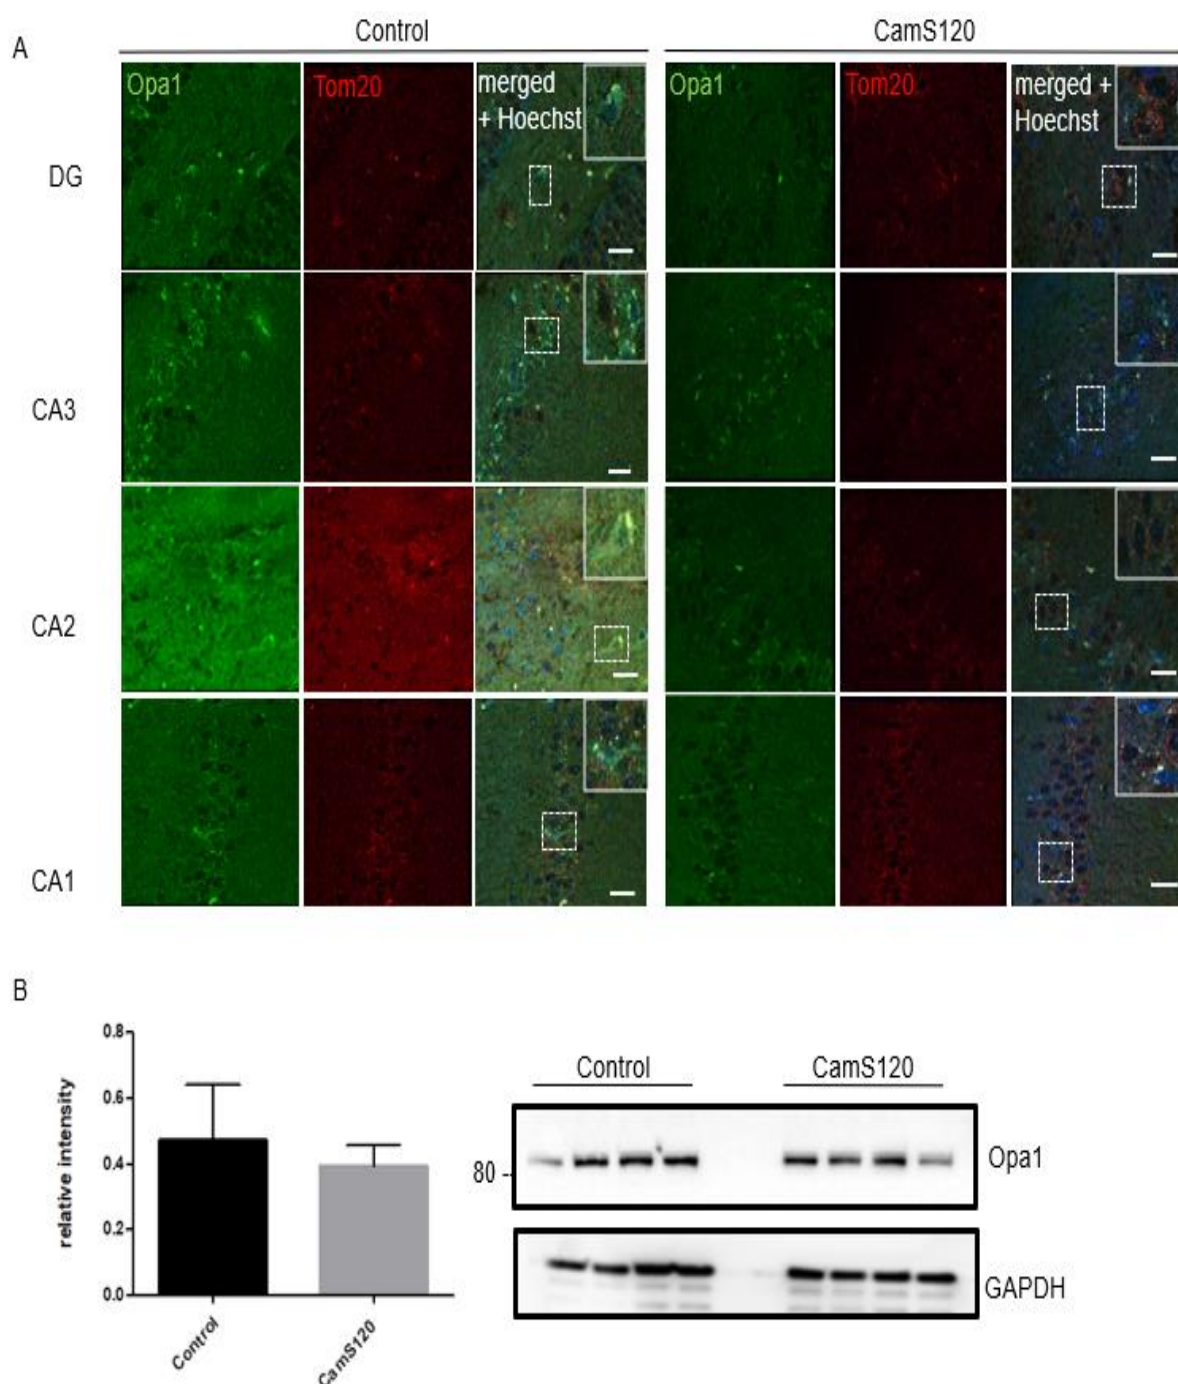 A
Control
CamS120
Opa1
Tom20
merged
+ Hoechst
Opa1
Tom20
merged +
Hoechst
DG
CA3
CA2
CA1
B
0.8
0.6
0.4
0.2
0.0
relative intensity
Control
CamS120
Control
CamS120
80
Opa1
GAPDH